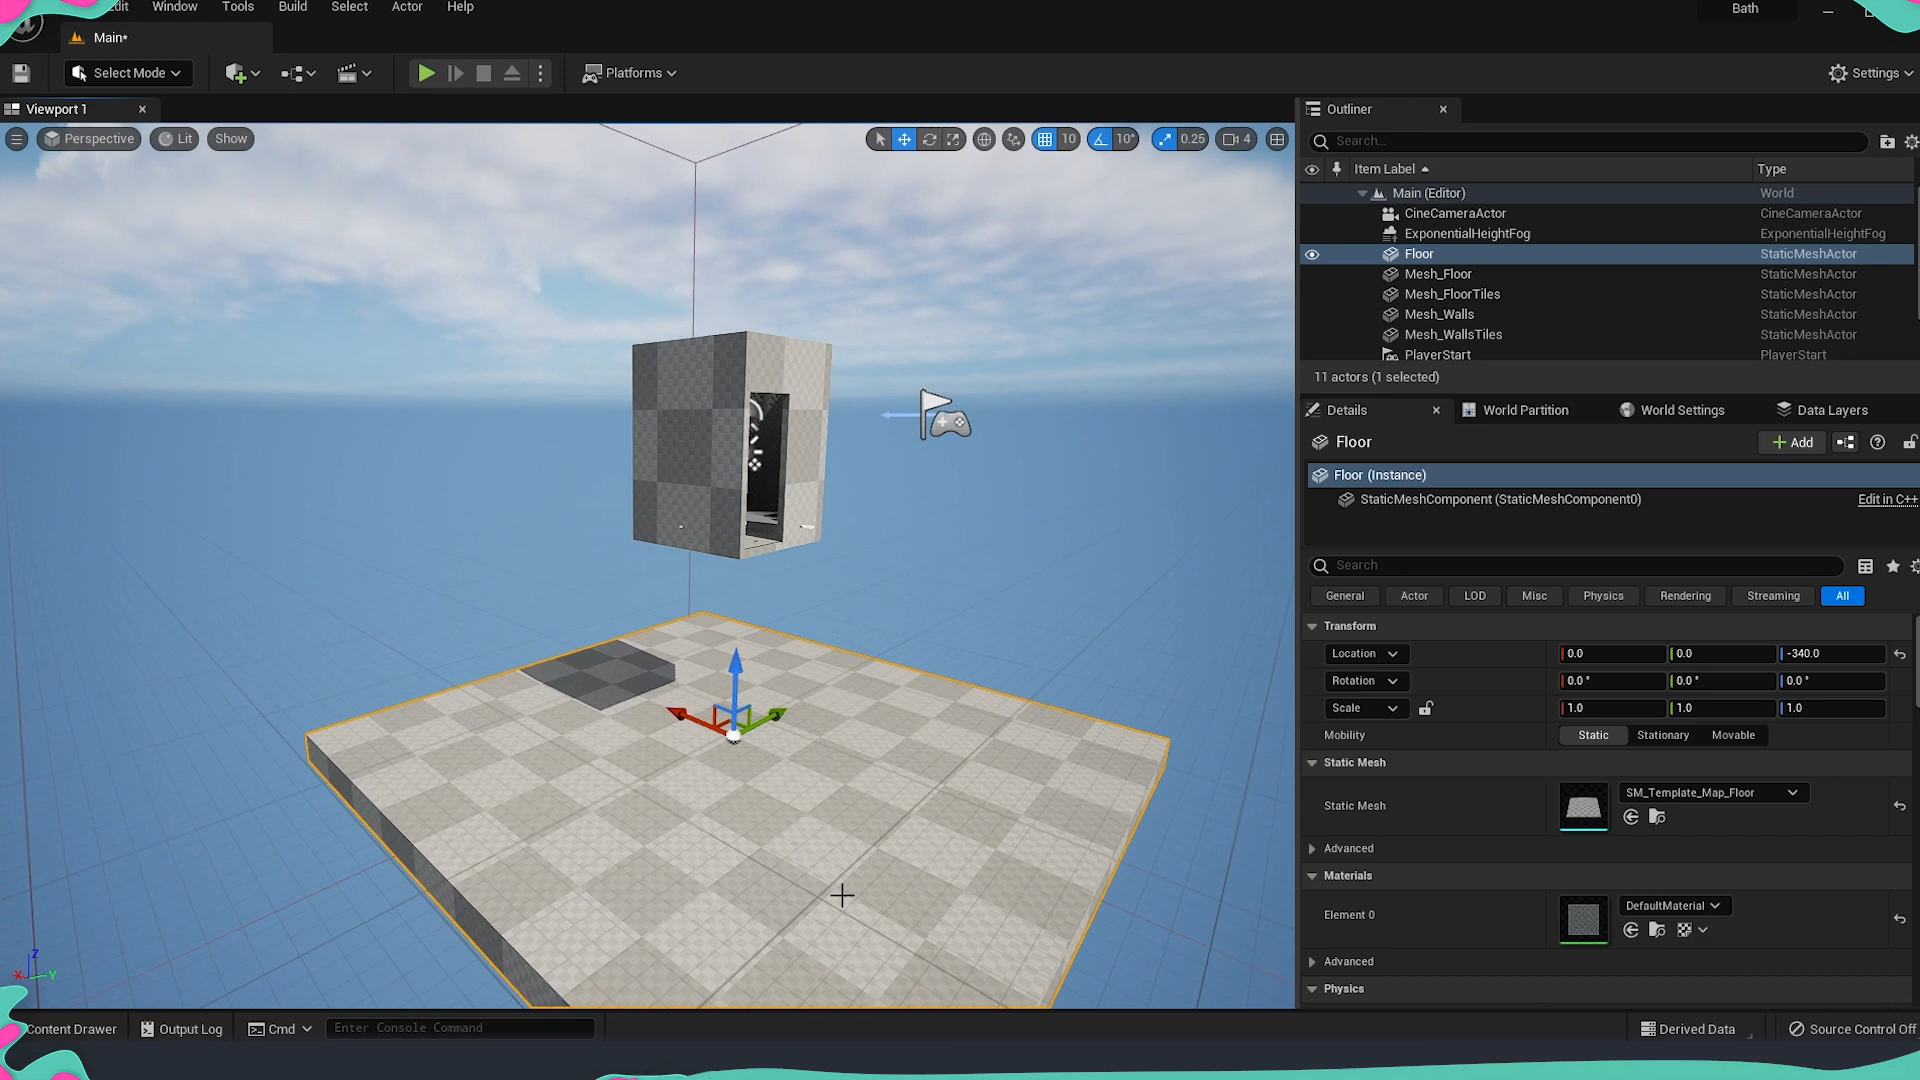 Edit Window Tools Build Select Actor Help
Bath
Main*
Select Mode
Platforms
Settings
Viewport 1
Perspective Lit Show
10 10° 0.25 4
Outliner
Search...
Item Label Type
Main (Editor) World
CineCameraActor CineCameraActor
ExponentialHeightFog ExponentialHeightFog
Floor StaticMeshActor
Mesh_Floor StaticMeshActor
Mesh_FloorTiles StaticMeshActor
Mesh_Walls StaticMeshActor
Mesh_WallsTiles StaticMeshActor
PlayerStart PlayerStart
11 actors (1 selected)
Details World Partition World Settings Data Layers
Floor
Add
Floor (Instance)
StaticMeshComponent (StaticMeshComponent0) Edit in C++
Search
General Actor LOD Misc Physics Rendering Streaming All
Transform
Location 0.0 0.0 -340.0
Rotation 0.0° 0.0° 0.0°
Scale 1.0 1.0 1.0
Mobility Static Stationary Movable
Static Mesh
Static Mesh SM_Template_Map_Floor
Advanced
Materials
Element 0 DefaultMaterial
Advanced
Physics
Z
X Y
Content Drawer Output Log Cmd Enter Console Command
Derived Data Source Control Off